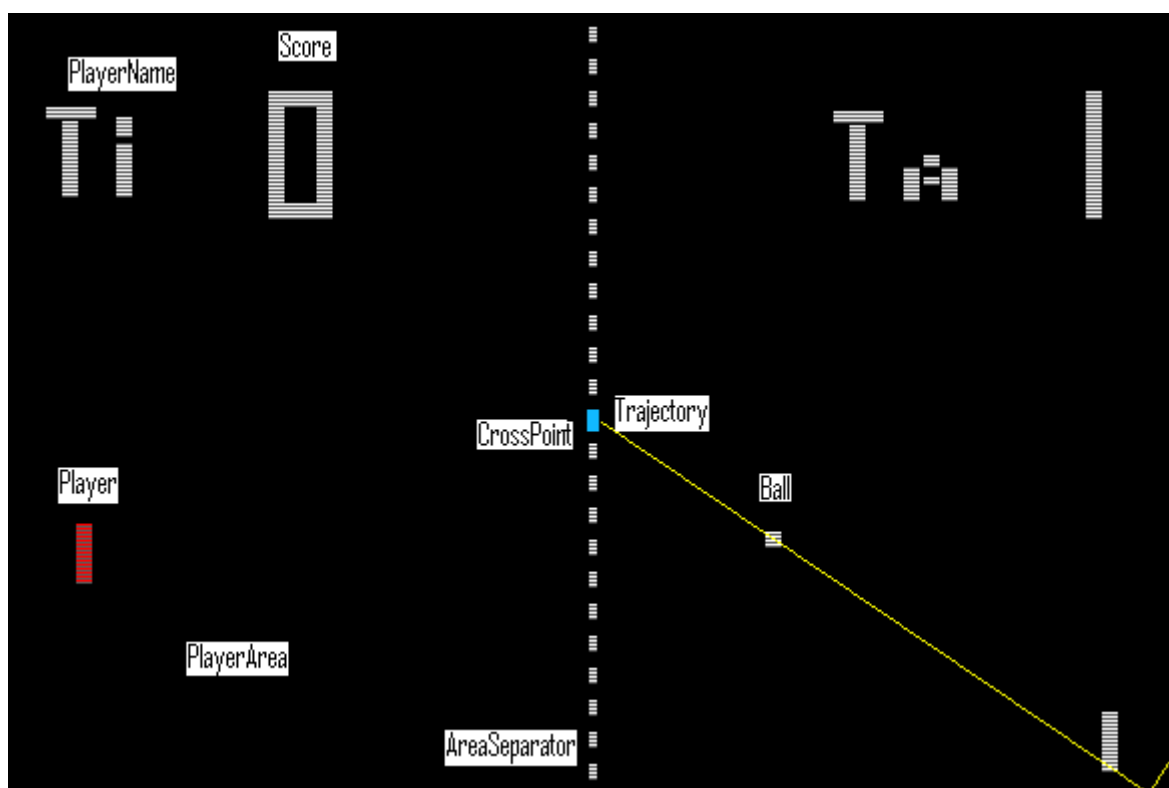 Score
PlayerName
Ti 0 Ta 1
Trajectory
CrossPoint
Player
Ball
PlayerArea
AreaSeparator